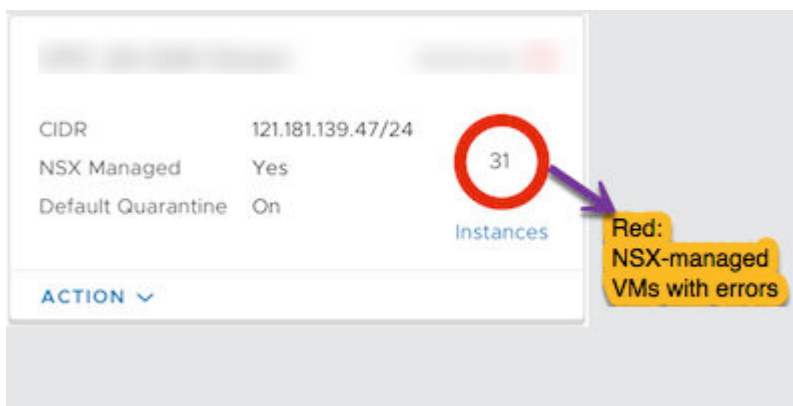 CIDR 121.181.139.47/24
NSX Managed Yes
Default Quarantine On
31
Instances
ACTION
Red:
NSX-managed
VMs with errors